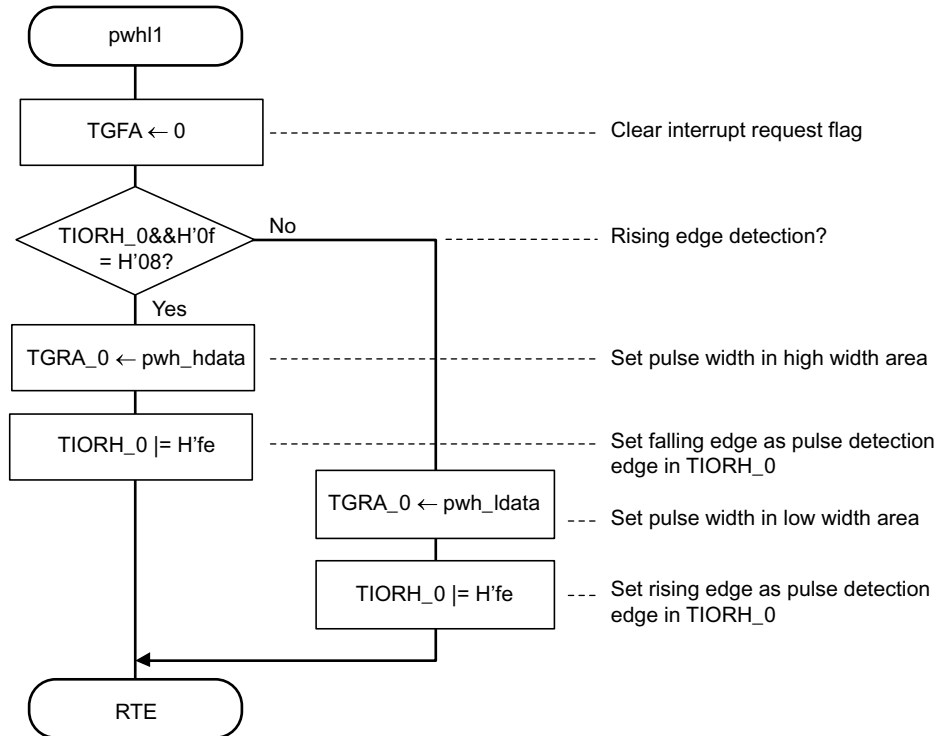 pwhl1
TGFA ← 0
Clear interrupt request flag
TIORH_0&&H'0f
= H'08?
No
Rising edge detection?
Yes
TGRA_0 ← pwh_hdata
Set pulse width in high width area
TIORH_0 |= H'fe
Set falling edge as pulse detection
edge in TIORH_0
TGRA_0 ← pwh_ldata
Set pulse width in low width area
TIORH_0 |= H'fe
Set rising edge as pulse detection
edge in TIORH_0
RTE